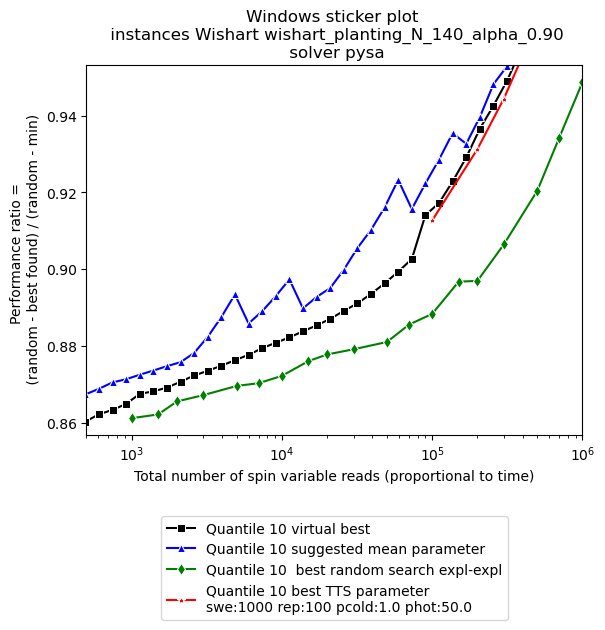 Windows sticker plot
instances Wishart wishart_planting_N_140_alpha_0.90
solver pysa
Performance ratio =
(random - best found) / (random - min)
0.94
0.92
0.90
0.88
0.86
10³ 10⁴ 10⁵ 10⁶
Total number of spin variable reads (proportional to time)
Quantile 10 virtual best
Quantile 10 suggested mean parameter
Quantile 10  best random search expl-expl
Quantile 10 best TTS parameter
swe:1000 rep:100 pcold:1.0 phot:50.0